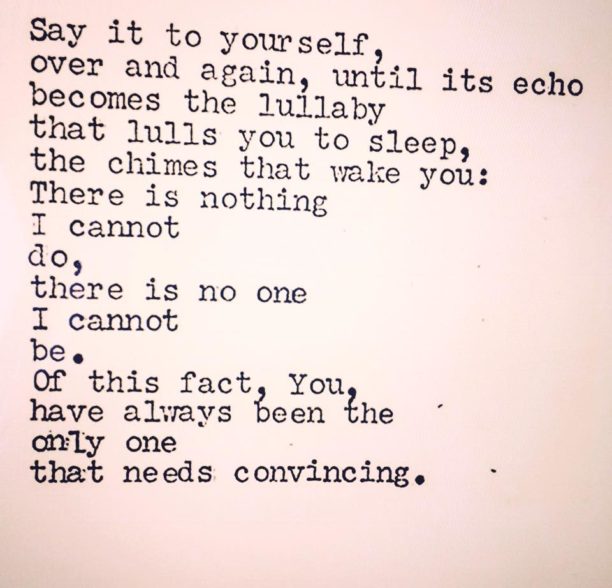 Say it to yourself,
over and again, until its echo
becomes the lullaby
that lulls you to sleep,
the chimes that wake you:
There is nothing
I cannot
do,
there is no one
I cannot
be.
Of this fact, You,
have always been the
only one
that needs convincing.